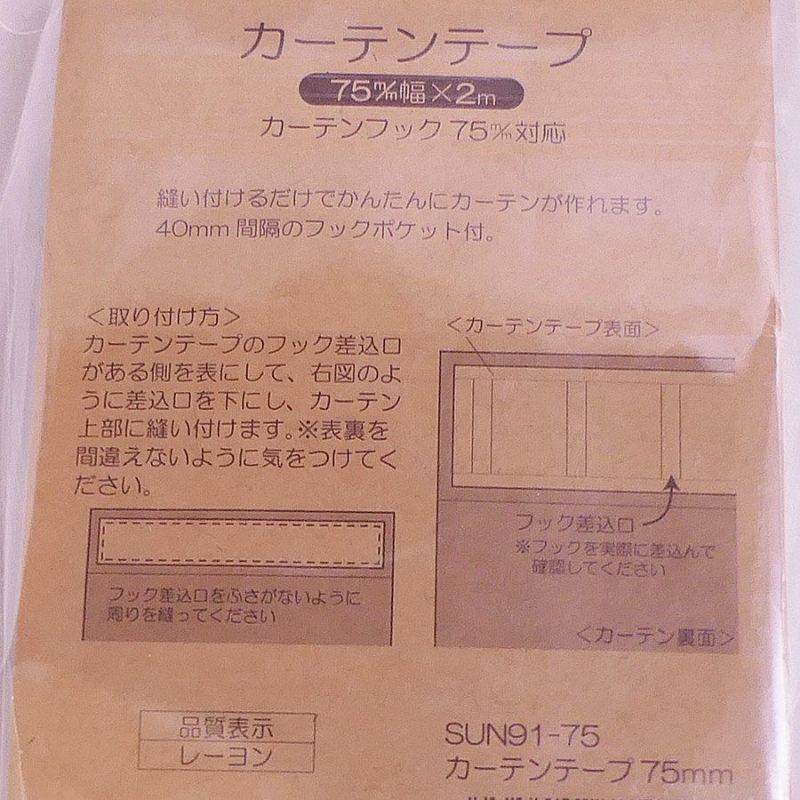 カーテンテープ
75㎜幅×2m
カーテンフック75㎜対応
縫い付けるだけでかんたんにカーテンが作れます。
40mm間隔のフックポケット付。
<取り付け方>
カーテンテープのフック差込口
がある側を表にして、右図のよ
うに差込口を下にし、カーテン
上部に縫い付けます。※表裏を
間違えないように気をつけてく
ださい。
フック差込口をふさがないように
周りを縫ってください
<カーテンテープ表面>
フック差込口
※フックを実際に差込んで
確認してください
<カーテン裏面>
品質表示
レーヨン
SUN91-75
カーテンテープ75mm